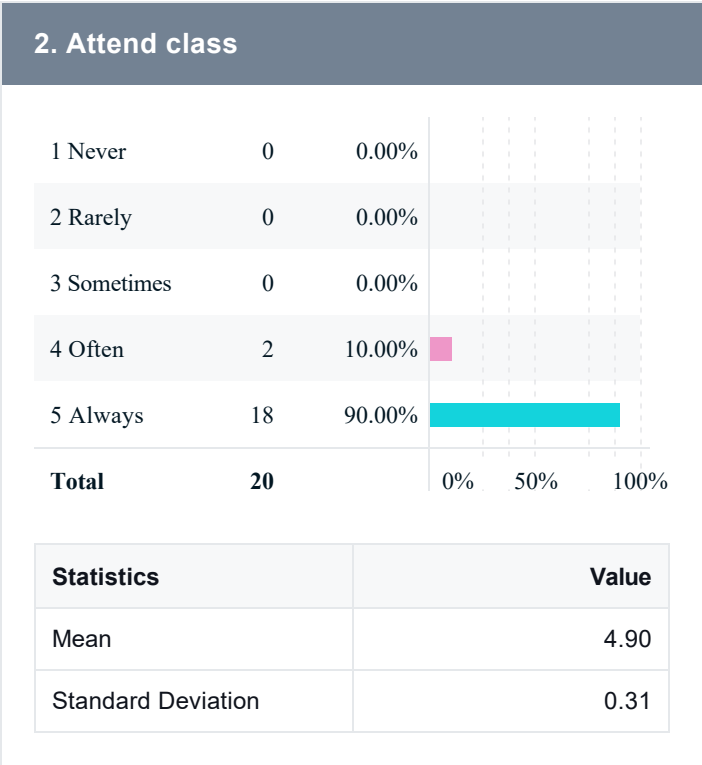 2. Attend class
1 Never 0 0.00%
2 Rarely 0 0.00%
3 Sometimes 0 0.00%
4 Often 2 10.00%
5 Always 18 90.00%
Total 20 0% 50% 100%
Statistics Value
Mean 4.90
Standard Deviation 0.31